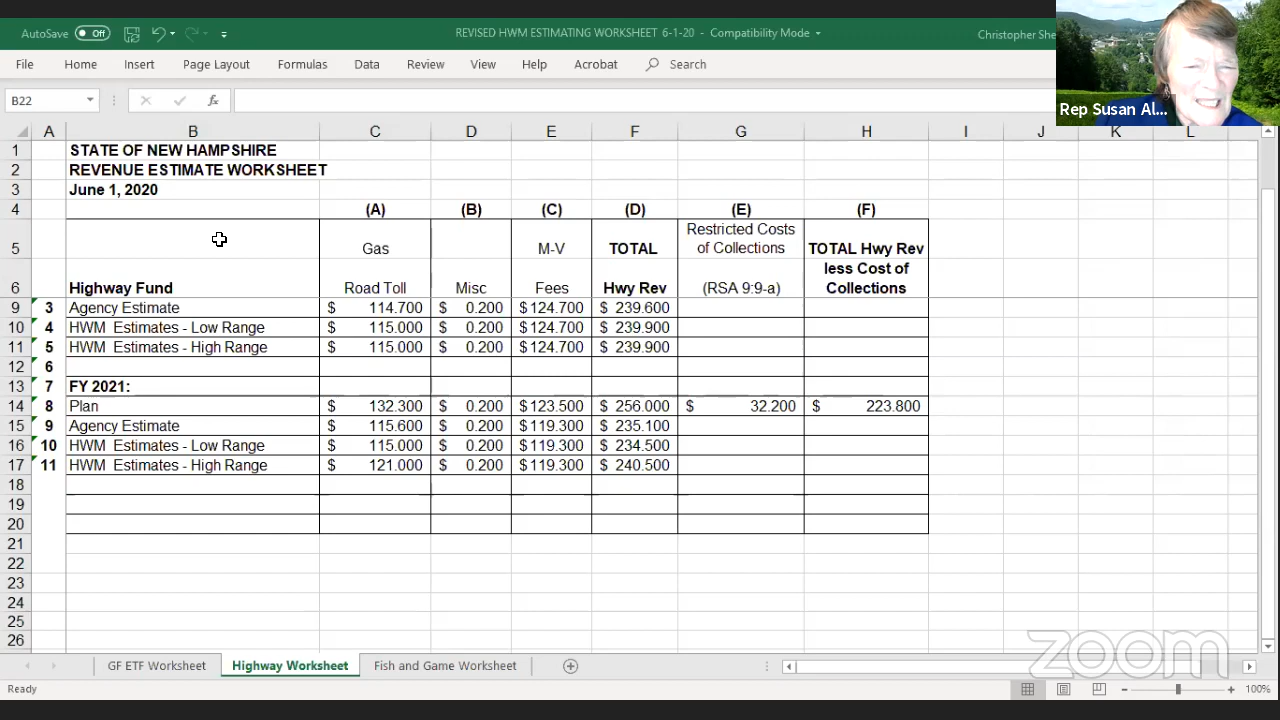 AutoSave Off REVISED HWM ESTIMATING WORKSHEET 6-1-20 - Compatibility Mode Christopher She
File Home Insert Page Layout Formulas Data Review View Help Acrobat Search
Rep Susan Al...
B22 fx
A B C D E F G H I J K L
1 STATE OF NEW HAMPSHIRE
2 REVENUE ESTIMATE WORKSHEET
3 June 1, 2020
4 (A) (B) (C) (D) (E) (F)
Restricted Costs
5 Gas M-V TOTAL of Collections TOTAL Hwy Rev
less Cost of
6 Highway Fund Road Toll Misc Fees Hwy Rev (RSA 9:9-a) Collections
9 3 Agency Estimate $ 114.700 $ 0.200 $124.700 $ 239.600
10 4 HWM Estimates - Low Range $ 115.000 $ 0.200 $124.700 $ 239.900
11 5 HWM Estimates - High Range $ 115.000 $ 0.200 $124.700 $ 239.900
12 6
13 7 FY 2021:
14 8 Plan $ 132.300 $ 0.200 $123.500 $ 256.000 $ 32.200 $ 223.800
15 9 Agency Estimate $ 115.600 $ 0.200 $119.300 $ 235.100
16 10 HWM Estimates - Low Range $ 115.000 $ 0.200 $119.300 $ 234.500
17 11 HWM Estimates - High Range $ 121.000 $ 0.200 $119.300 $ 240.500
18
19
20
21
22
23
24
25
26
zoom
GF ETF Worksheet Highway Worksheet Fish and Game Worksheet
Ready 100%